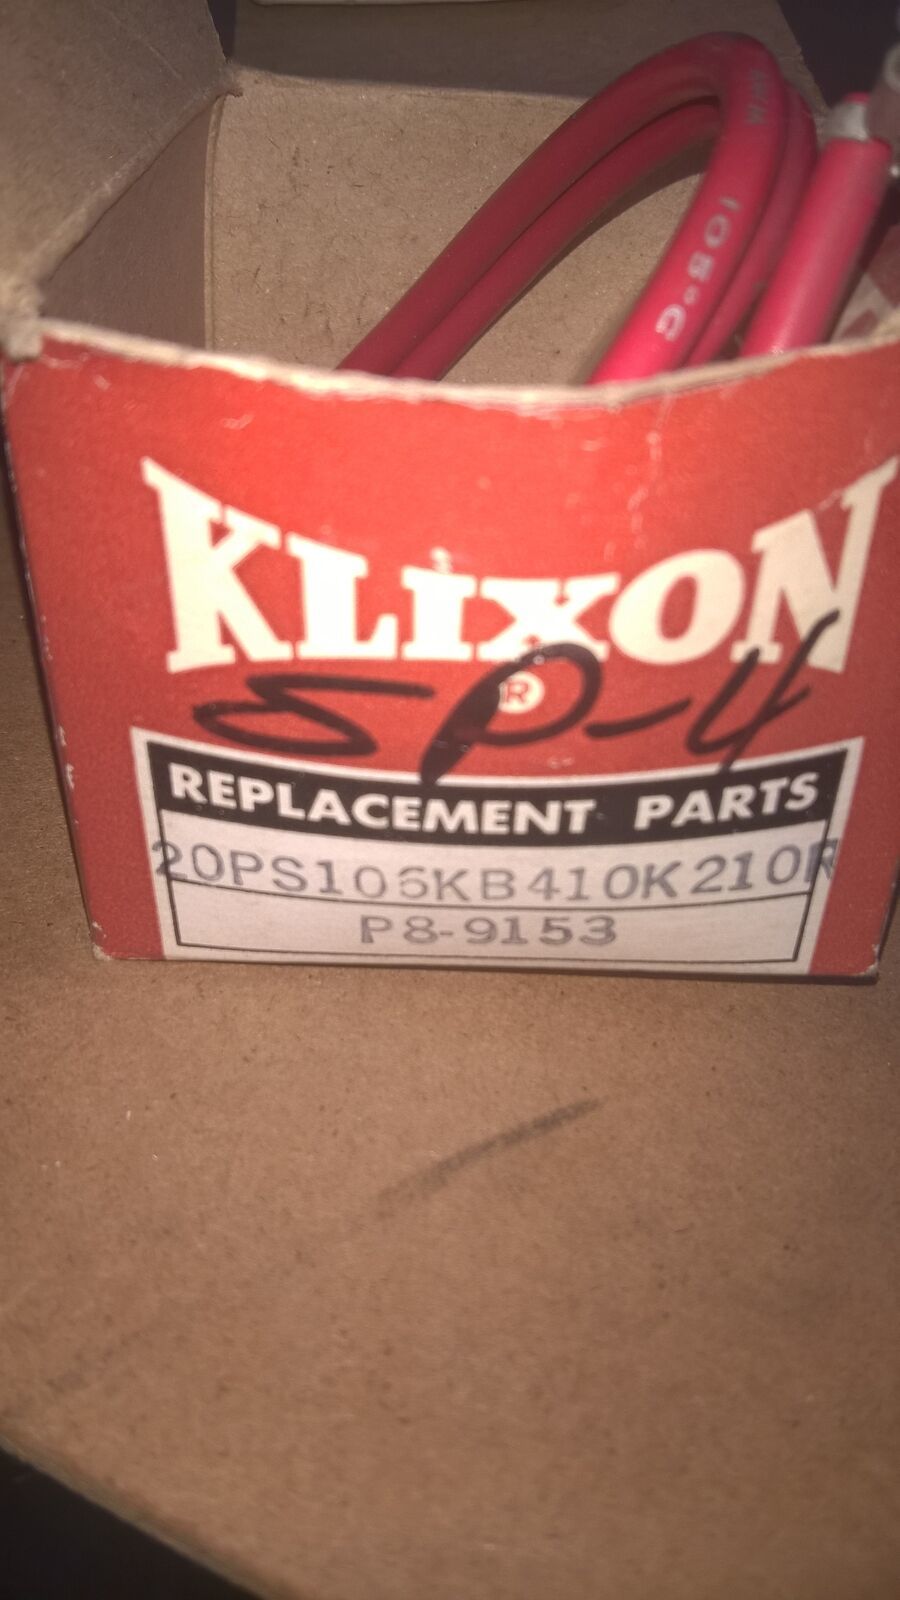 105°C
KLIXON
®
SP-4
REPLACEMENT PARTS
20PS106KB410K210R
P8-9153